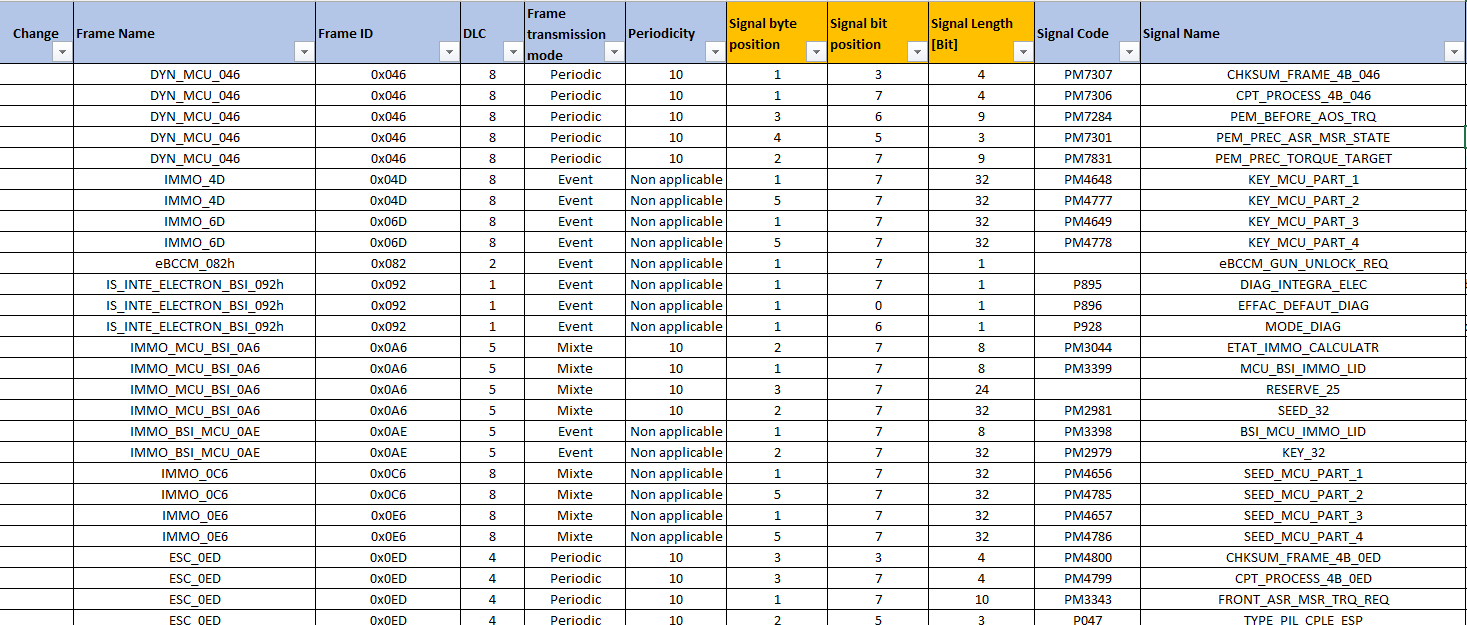 Change Frame Name Frame ID DLC Frame transmission mode Periodicity Signal byte position Signal bit position Signal Length [Bit] Signal Code Signal Name
DYN_MCU_046 0x046 8 Periodic 10 1 3 4 PM7307 CHKSUM_FRAME_4B_046
DYN_MCU_046 0x046 8 Periodic 10 1 7 4 PM7306 CPT_PROCESS_4B_046
DYN_MCU_046 0x046 8 Periodic 10 3 6 9 PM7284 PEM_BEFORE_AOS_TRQ
DYN_MCU_046 0x046 8 Periodic 10 4 5 3 PM7301 PEM_PREC_ASR_MSR_STATE
DYN_MCU_046 0x046 8 Periodic 10 2 7 9 PM7831 PEM_PREC_TORQUE_TARGET
IMMO_4D 0x04D 8 Event Non applicable 1 7 32 PM4648 KEY_MCU_PART_1
IMMO_4D 0x04D 8 Event Non applicable 5 7 32 PM4777 KEY_MCU_PART_2
IMMO_6D 0x06D 8 Event Non applicable 1 7 32 PM4649 KEY_MCU_PART_3
IMMO_6D 0x06D 8 Event Non applicable 5 7 32 PM4778 KEY_MCU_PART_4
eBCCM_082h 0x082 2 Event Non applicable 1 7 1 eBCCM_GUN_UNLOCK_REQ
IS_INTE_ELECTRON_BSI_092h 0x092 1 Event Non applicable 1 7 1 P895 DIAG_INTEGRA_ELEC
IS_INTE_ELECTRON_BSI_092h 0x092 1 Event Non applicable 1 0 1 P896 EFFAC_DEFAUT_DIAG
IS_INTE_ELECTRON_BSI_092h 0x092 1 Event Non applicable 1 6 1 P928 MODE_DIAG
IMMO_MCU_BSI_0A6 0x0A6 5 Mixte 10 2 7 8 PM3044 ETAT_IMMO_CALCULATR
IMMO_MCU_BSI_0A6 0x0A6 5 Mixte 10 1 7 8 PM3399 MCU_BSI_IMMO_LID
IMMO_MCU_BSI_0A6 0x0A6 5 Mixte 10 3 7 24 RESERVE_25
IMMO_MCU_BSI_0A6 0x0A6 5 Mixte 10 2 7 32 PM2981 SEED_32
IMMO_BSI_MCU_0AE 0x0AE 5 Event Non applicable 1 7 8 PM3398 BSI_MCU_IMMO_LID
IMMO_BSI_MCU_0AE 0x0AE 5 Event Non applicable 2 7 32 PM2979 KEY_32
IMMO_0C6 0x0C6 8 Mixte Non applicable 1 7 32 PM4656 SEED_MCU_PART_1
IMMO_0C6 0x0C6 8 Mixte Non applicable 5 7 32 PM4785 SEED_MCU_PART_2
IMMO_0E6 0x0E6 8 Mixte Non applicable 1 7 32 PM4657 SEED_MCU_PART_3
IMMO_0E6 0x0E6 8 Mixte Non applicable 5 7 32 PM4786 SEED_MCU_PART_4
ESC_0ED 0x0ED 4 Periodic 10 3 3 4 PM4800 CHKSUM_FRAME_4B_0ED
ESC_0ED 0x0ED 4 Periodic 10 3 7 4 PM4799 CPT_PROCESS_4B_0ED
ESC_0ED 0x0ED 4 Periodic 10 1 7 10 PM3343 FRONT_ASR_MSR_TRQ_REQ
ESC_0ED 0x0ED 4 Periodic 10 2 5 3 P047 TYPE_PIL_CPLE_ESP